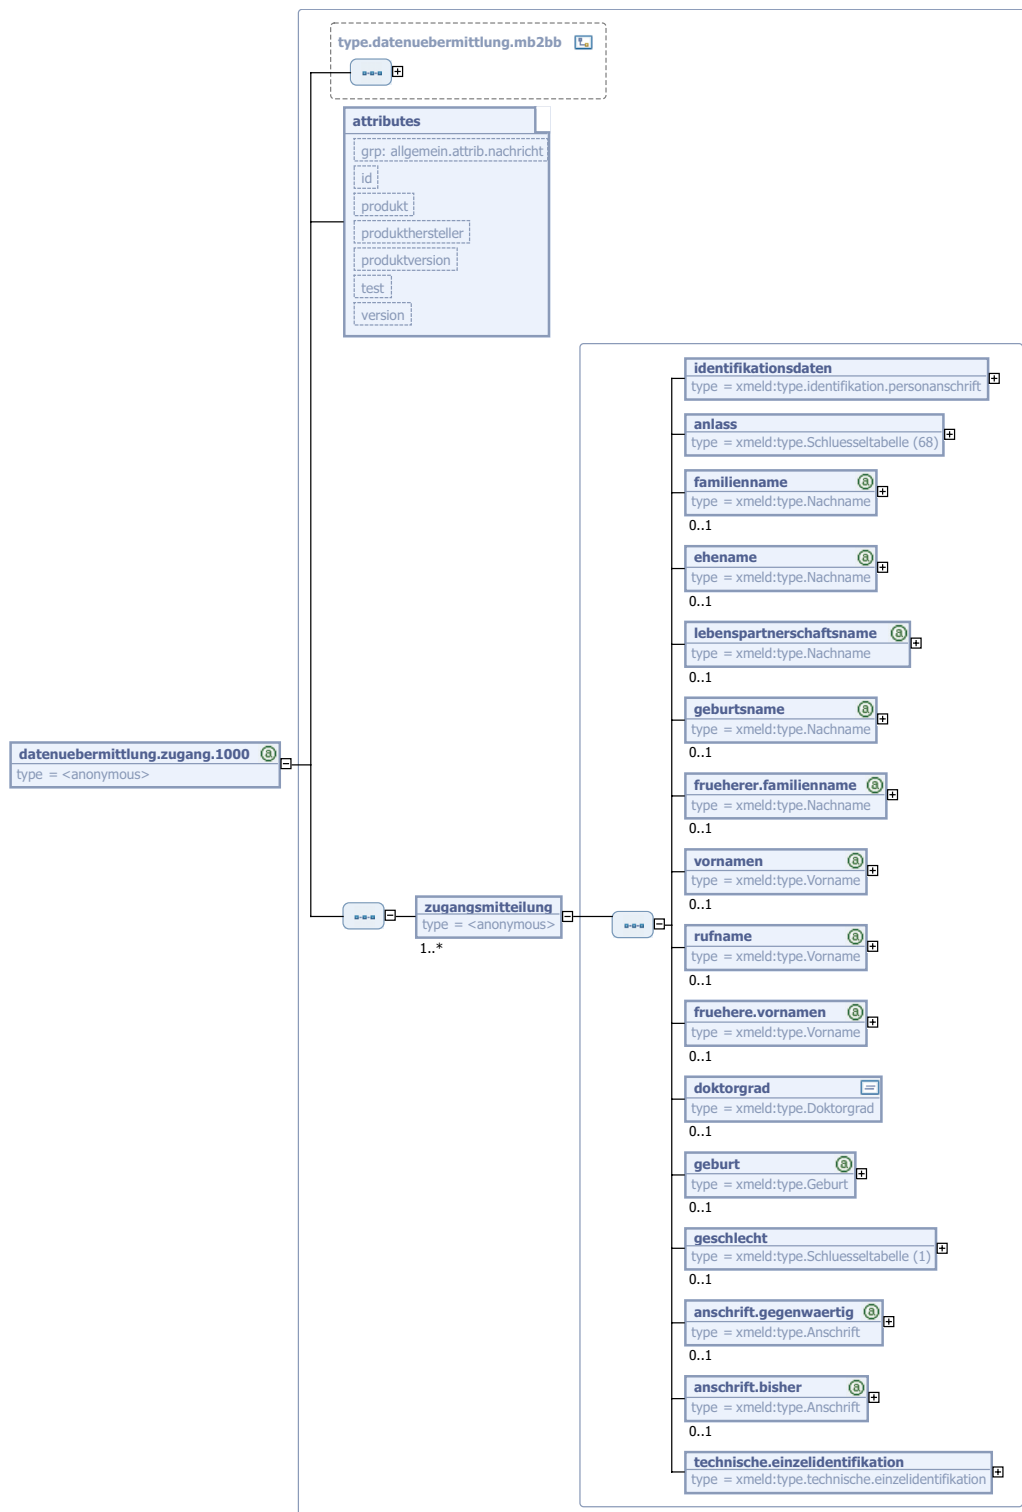 type.datenuebermittlung.mb2bb
attributes
grp: allgemein.attrib.nachricht
id
produkt
produkthersteller
produktversion
test
version
datenuebermittlung.zugang.1000 a
type = <anonymous>
zugangsmitteilung
type = <anonymous>
1..*
identifikationsdaten
type = xmeld:type.identifikation.personanschrift
anlass
type = xmeld:type.Schluesseltabelle (68)
familienname a
type = xmeld:type.Nachname
0..1
ehename a
type = xmeld:type.Nachname
0..1
lebenspartnerschaftsname a
type = xmeld:type.Nachname
0..1
geburtsname a
type = xmeld:type.Nachname
0..1
frueherer.familienname a
type = xmeld:type.Nachname
0..1
vornamen a
type = xmeld:type.Vorname
0..1
rufname a
type = xmeld:type.Vorname
0..1
fruehere.vornamen a
type = xmeld:type.Vorname
0..1
doktorgrad
type = xmeld:type.Doktorgrad
0..1
geburt a
type = xmeld:type.Geburt
0..1
geschlecht
type = xmeld:type.Schluesseltabelle (1)
0..1
anschrift.gegenwaertig a
type = xmeld:type.Anschrift
0..1
anschrift.bisher a
type = xmeld:type.Anschrift
0..1
technische.einzelidentifikation
type = xmeld:type.technische.einzelidentifikation